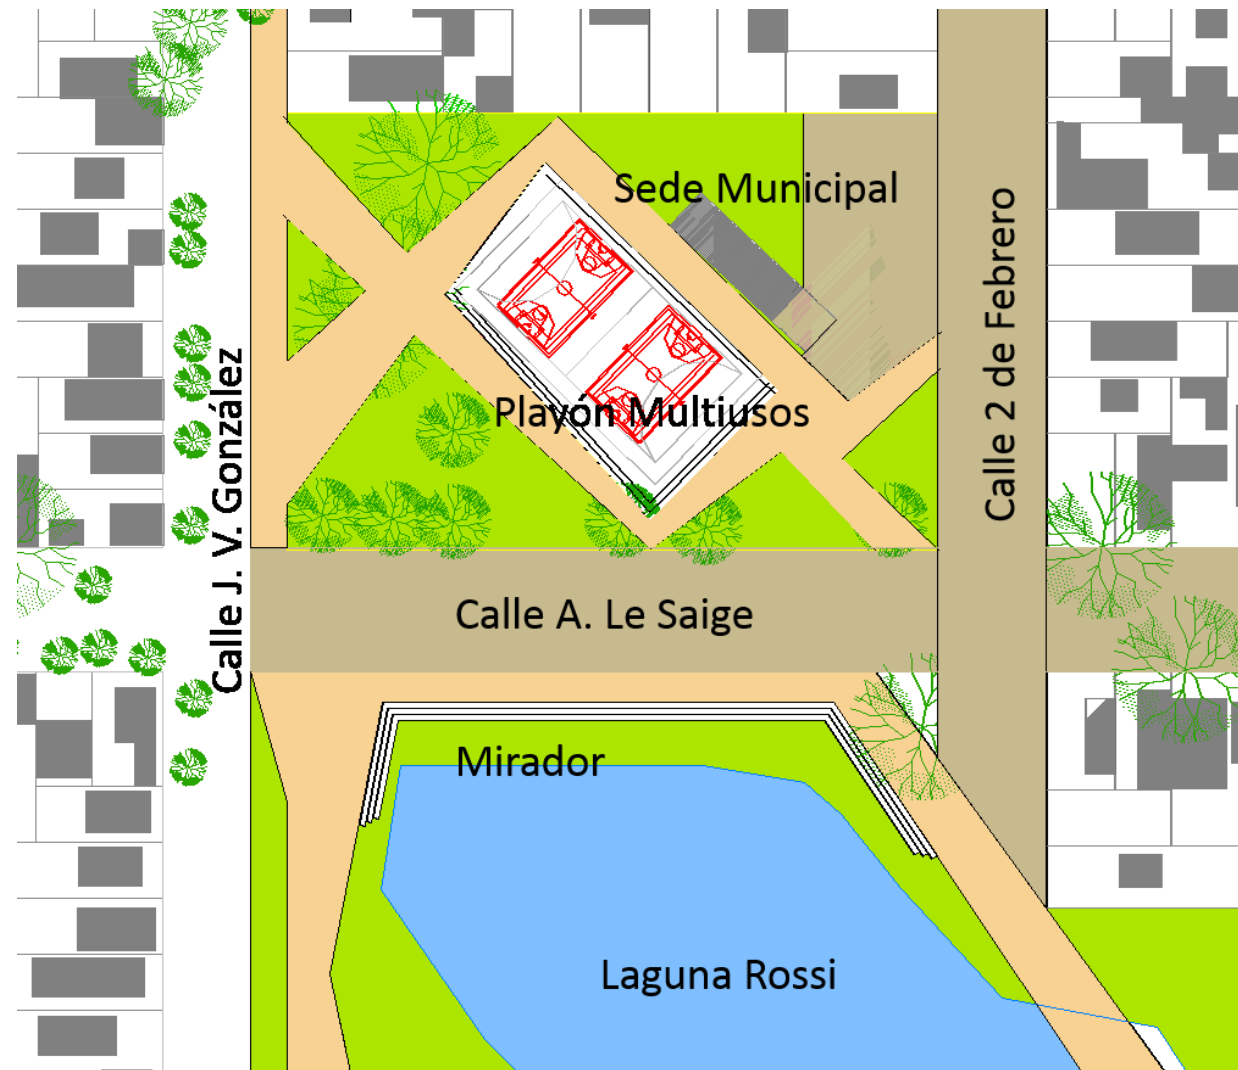 Sede Municipal
Calle 2 de Febrero
Calle J. V. González
Playón Multiusos
Calle A. Le Saige
Mirador
Laguna Rossi